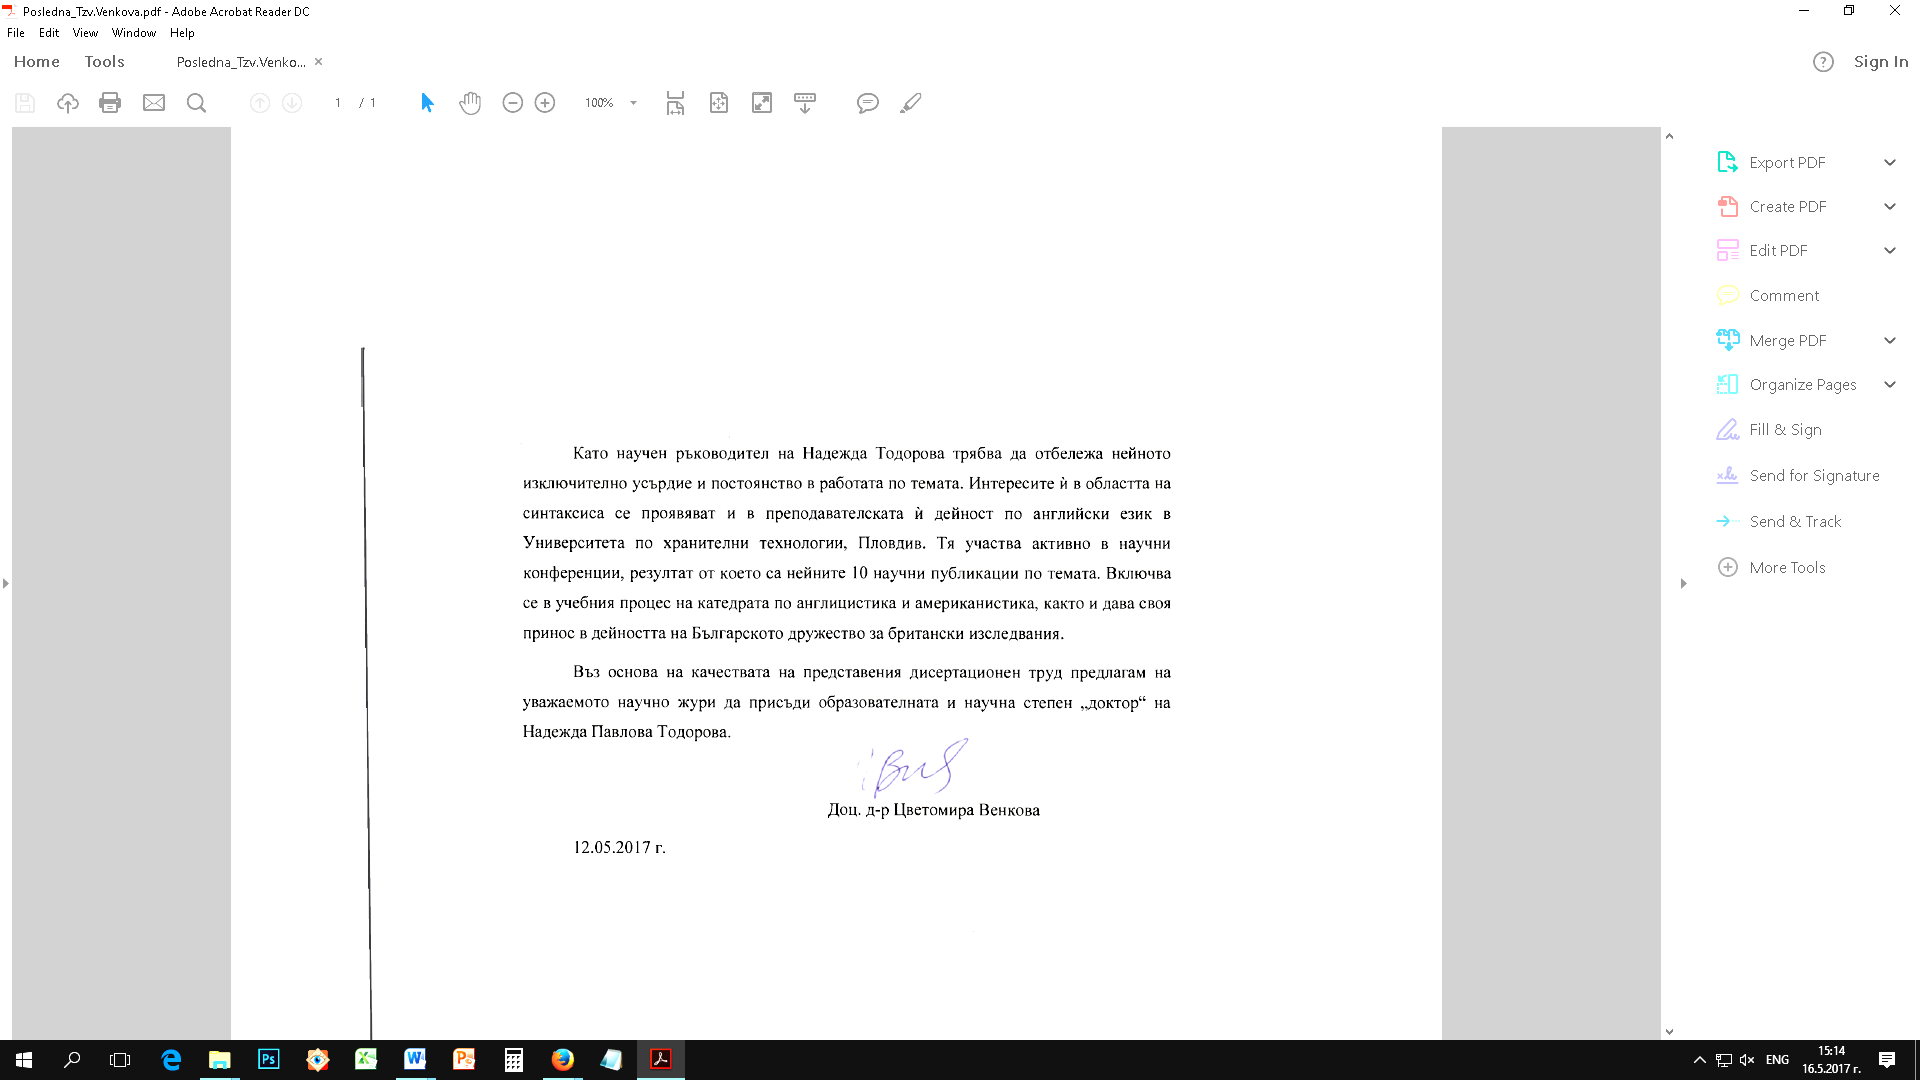 Posledna_Tzv.Venkova.pdf - Adobe Acrobat Reader DC
File Edit View Window Help
Home Tools Posledna_Tzv.Venko... × ? Sign In
1 / 1 100%
Export PDF
Create PDF
Edit PDF
Comment
Merge PDF
Organize Pages
Fill & Sign
Send for Signature
Send & Track
More Tools
Като научен ръководител на Надежда Тодорова трябва да отбележа нейното
изключително усърдие и постоянство в работата по темата. Интересите ѝ в областта на
синтаксиса се проявяват и в преподавателската ѝ дейност по английски език в
Университета по хранителни технологии, Пловдив. Тя участва активно в научни
конференции, резултат от което са нейните 10 научни публикации по темата. Включва
се в учебния процес на катедрата по англицистика и американистика, както и дава своя
принос в дейността на Българското дружество за британски изследвания.
Въз основа на качествата на представения дисертационен труд предлагам на
уважаемото научно жури да присъди образователната и научна степен „доктор“ на
Надежда Павлова Тодорова.
Доц. д-р Цветомира Венкова
12.05.2017 г.
ENG 15:14
16.5.2017 г.